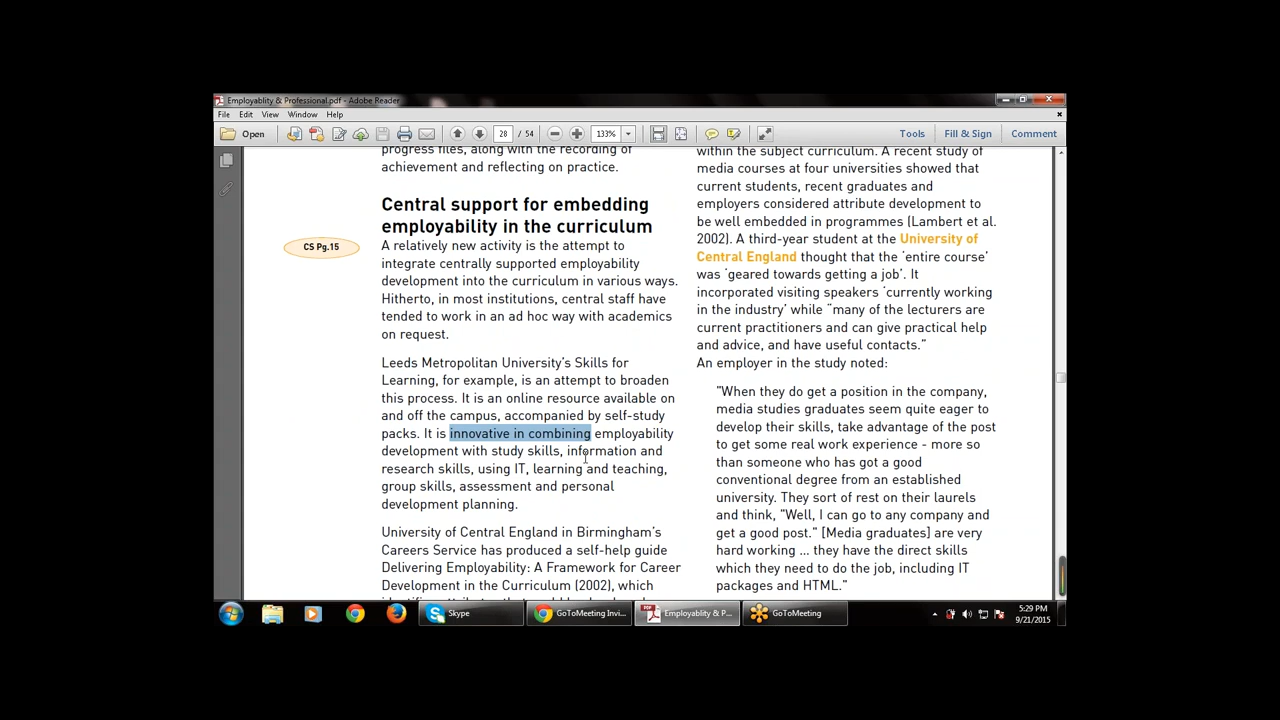 Employablity & Professional.pdf - Adobe Reader
File Edit View Window Help
Open 28 / 54 133% Tools Fill & Sign Comment
progress files, along with the recording of
achievement and reflecting on practice.
Central support for embedding
employability in the curriculum
CS Pg.15
A relatively new activity is the attempt to
integrate centrally supported employability
development into the curriculum in various ways.
Hitherto, in most institutions, central staff have
tended to work in an ad hoc way with academics
on request.
Leeds Metropolitan University's Skills for
Learning, for example, is an attempt to broaden
this process. It is an online resource available on
and off the campus, accompanied by self-study
packs. It is innovative in combining employability
development with study skills, information and
research skills, using IT, learning and teaching,
group skills, assessment and personal
development planning.
University of Central England in Birmingham's
Careers Service has produced a self-help guide
Delivering Employability: A Framework for Career
Development in the Curriculum (2002), which
within the subject curriculum. A recent study of
media courses at four universities showed that
current students, recent graduates and
employers considered attribute development to
be well embedded in programmes (Lambert et al.
2002). A third-year student at the University of
Central England thought that the 'entire course'
was 'geared towards getting a job'. It
incorporated visiting speakers 'currently working
in the industry' while "many of the lecturers are
current practitioners and can give practical help
and advice, and have useful contacts."
An employer in the study noted:
"When they do get a position in the company,
media studies graduates seem quite eager to
develop their skills, take advantage of the post
to get some real work experience - more so
than someone who has got a good
conventional degree from an established
university. They sort of rest on their laurels
and think, "Well, I can go to any company and
get a good post." [Media graduates] are very
hard working ... they have the direct skills
which they need to do the job, including IT
packages and HTML."
Skype GoToMeeting Invi... Employablity & P... GoToMeeting
5:29 PM
9/21/2015